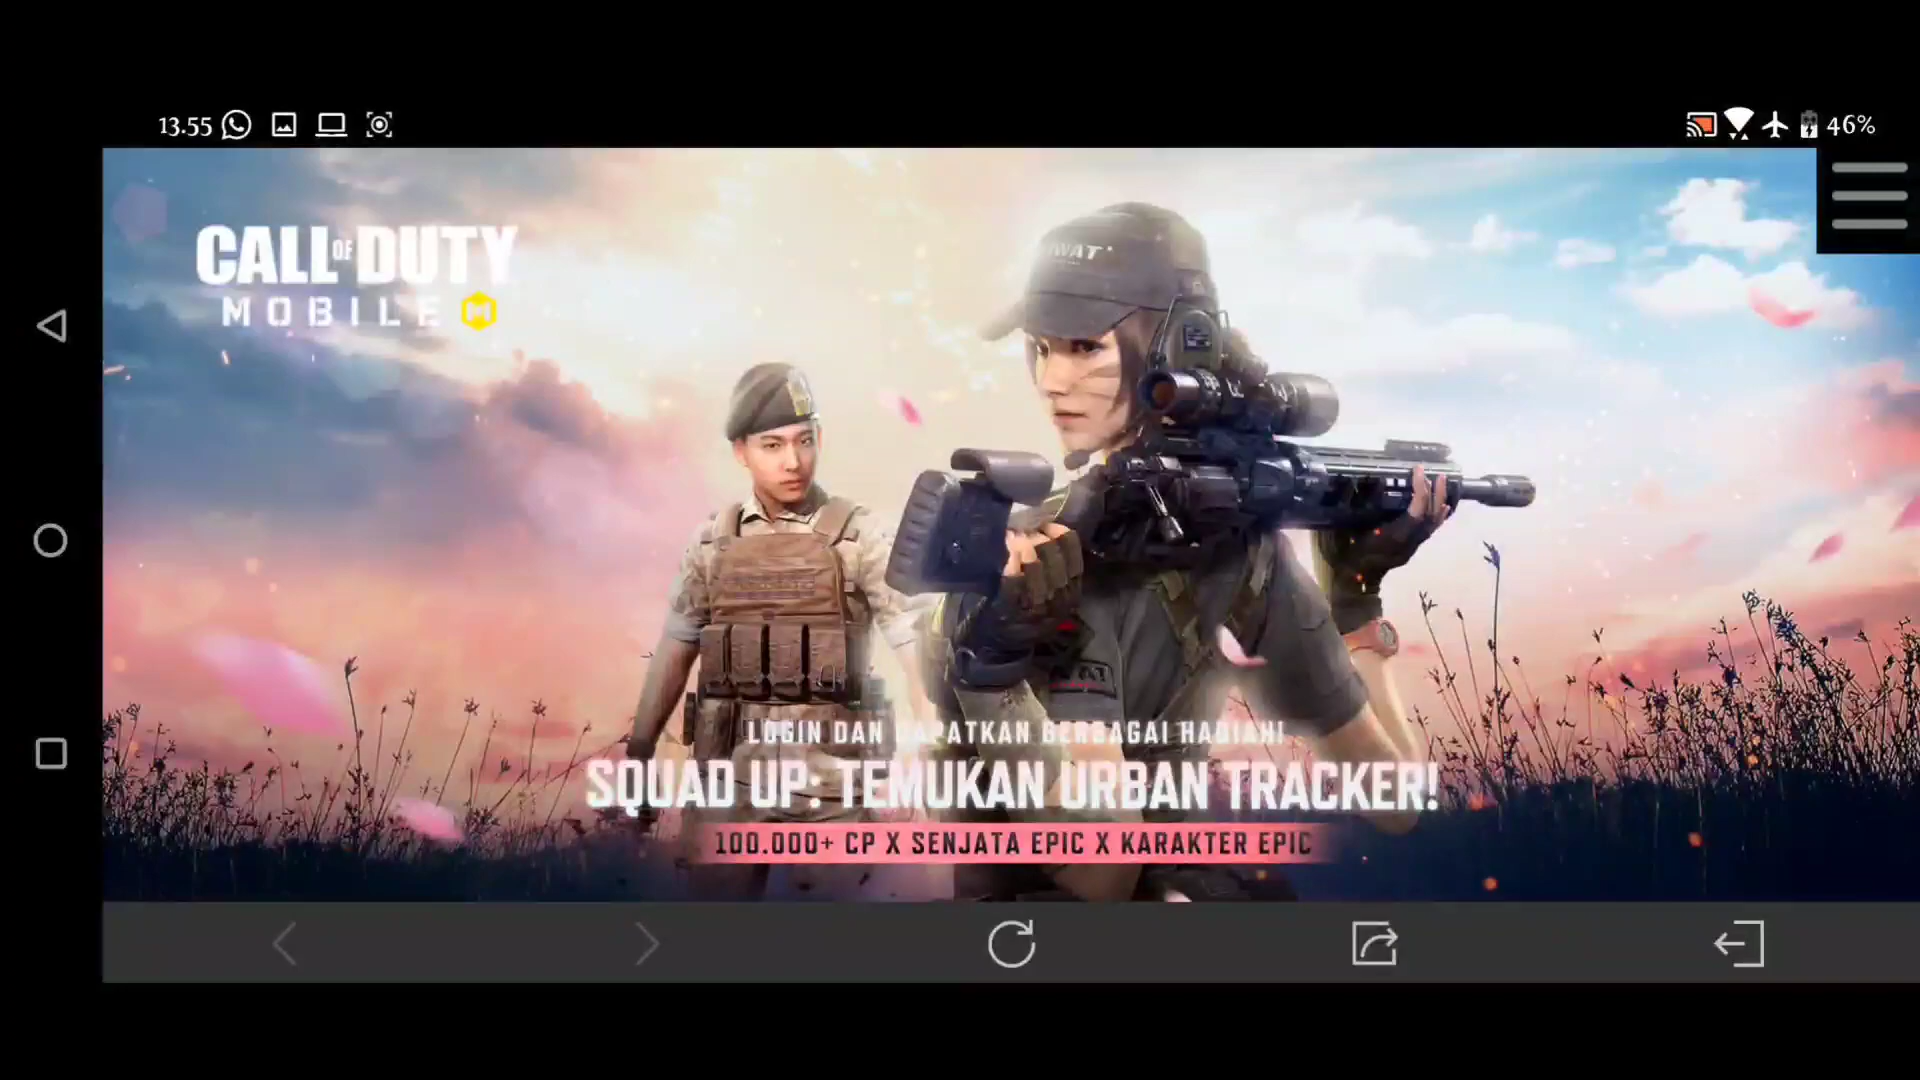 13.55
46%
CALL OF DUTY
MOBILE
LOGIN DAN DAPATKAN BERBAGAI HADIAH!
SQUAD UP: TEMUKAN URBAN TRACKER!
100.000+ CP X SENJATA EPIC X KARAKTER EPIC